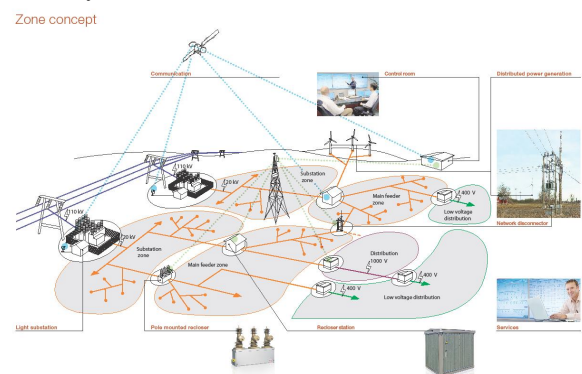 Zone concept
Communication
Control room
Distributed power generation
110 kV
20 kV
Substation
zone
Main feeder
zone
400 V
Low voltage
distribution
Network disconnector
110 kV
20 kV
Substation
zone
Main feeder zone
Distribution
1000 V
400 V
400 V
Low voltage distribution
Light substation
Pole mounted recloser
Recloser station
Services